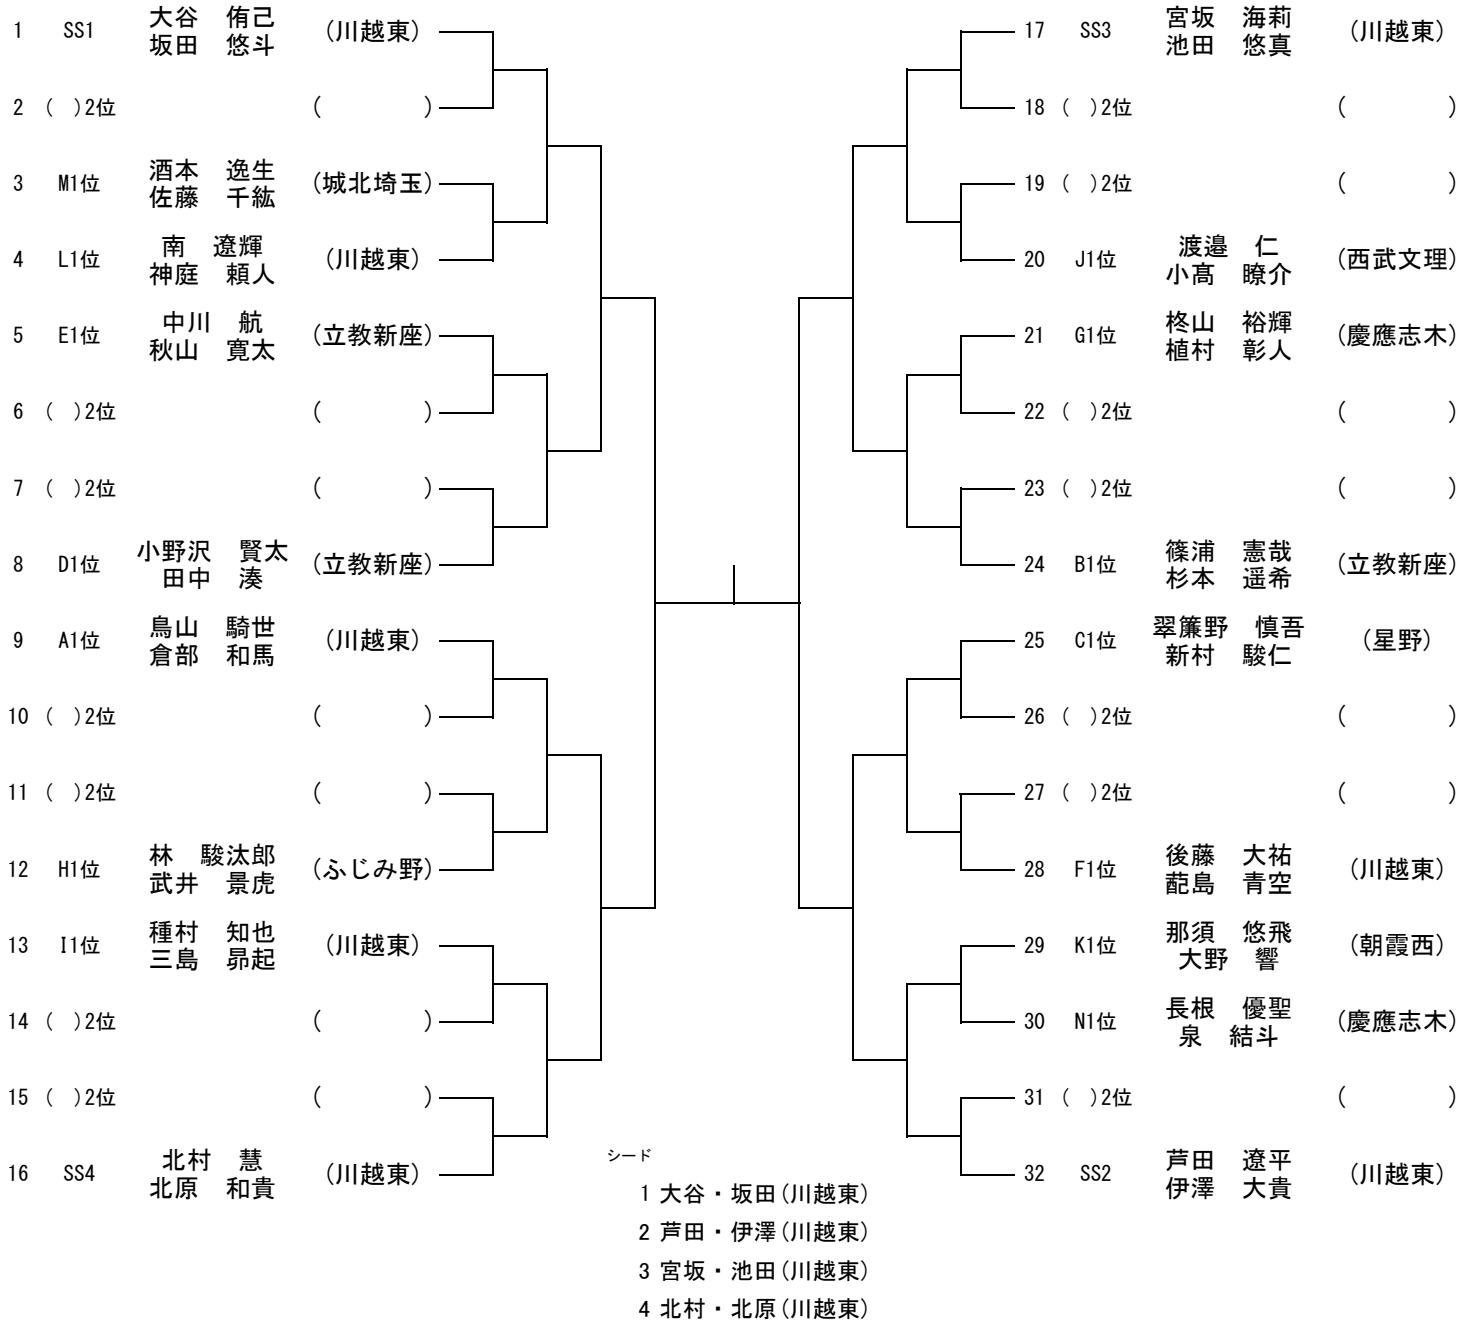 大谷　侑己
1　SS1　（川越東）
坂田　悠斗
2　(　)2位　（　　　　）
酒本　逸生
3　M1位　（城北埼玉）
佐藤　千紘
南　遼輝
4　L1位　（川越東）
神庭　頼人
中川　航
5　E1位　（立教新座）
秋山　寛太
6　(　)2位　（　　　　）
7　(　)2位　（　　　　）
小野沢　賢太
8　D1位　（立教新座）
田中　湊
鳥山　騎世
9　A1位　（川越東）
倉部　和馬
10　(　)2位　（　　　　）
11　(　)2位　（　　　　）
林　駿汰郎
12　H1位　（ふじみ野）
武井　景虎
種村　知也
13　I1位　（川越東）
三島　昴起
14　(　)2位　（　　　　）
15　(　)2位　（　　　　）
北村　慧
16　SS4　（川越東）
北原　和貴
宮坂　海莉
17　SS3　（川越東）
池田　悠真
18　(　)2位　（　　　　）
19　(　)2位　（　　　　）
渡邉　仁
20　J1位　（西武文理）
小髙　瞭介
柊山　裕輝
21　G1位　（慶應志木）
植村　彰人
22　(　)2位　（　　　　）
23　(　)2位　（　　　　）
篠浦　憲哉
24　B1位　（立教新座）
杉本　遥希
翠簾野　慎吾
25　C1位　（星野）
新村　駿仁
26　(　)2位　（　　　　）
27　(　)2位　（　　　　）
後藤　大祐
28　F1位　（川越東）
蓜島　青空
那須　悠飛
29　K1位　（朝霞西）
大野　響
長根　優聖
30　N1位　（慶應志木）
泉　結斗
31　(　)2位　（　　　　）
芦田　遼平
32　SS2　（川越東）
伊澤　大貴
シード
1 大谷・坂田（川越東）
2 芦田・伊澤（川越東）
3 宮坂・池田（川越東）
4 北村・北原（川越東）